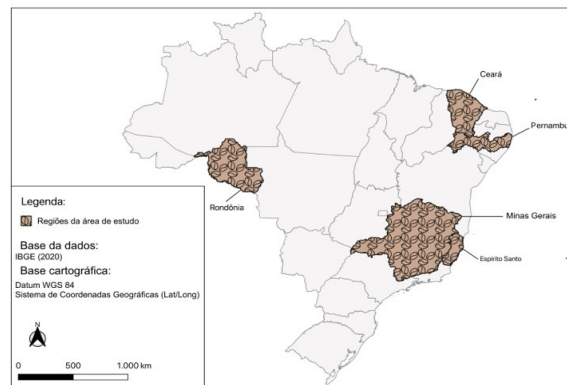 Ceará
Pernambu
Rondônia
Minas Gerais
Espirito Santo
Legenda:
Regiões da área de estudo
Base da dados:
IBGE (2020)
Base cartográfica:
Datum WGS 84
Sistema de Coordenadas Geográficas (Lat/Long)
N
0 500 1.000 km